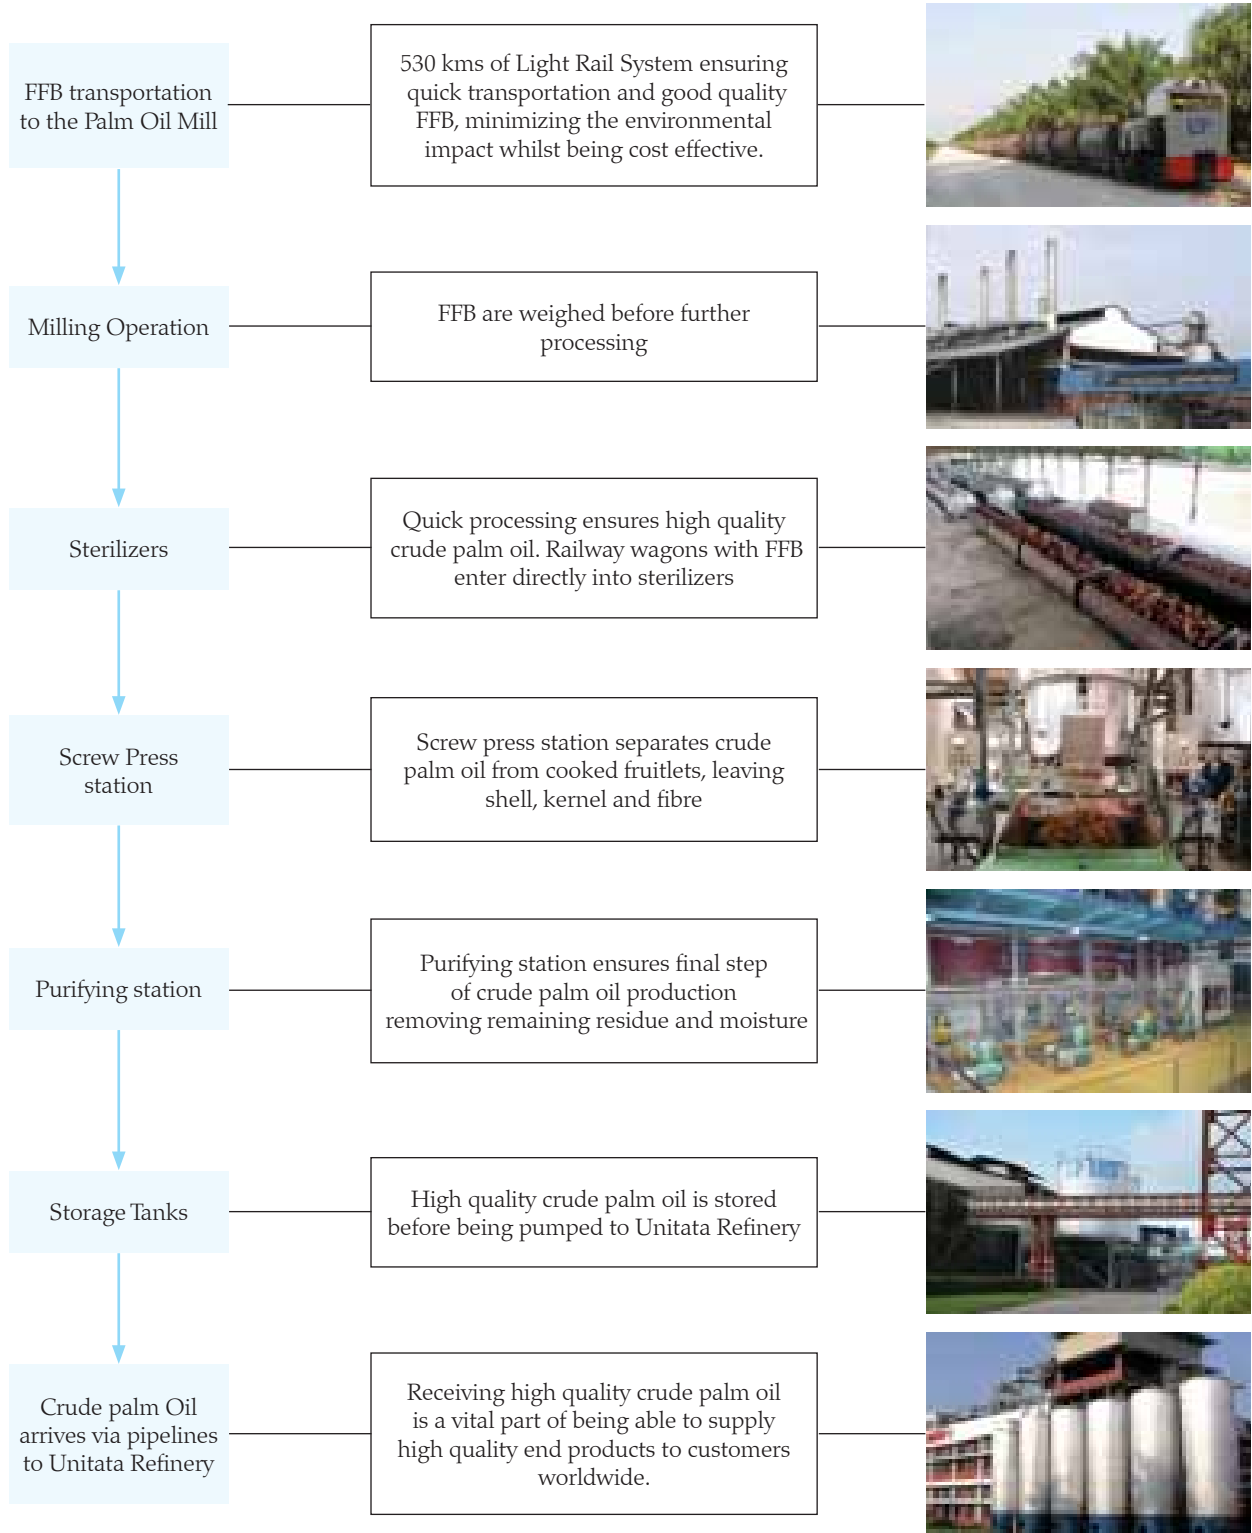 FFB transportation
to the Palm Oil Mill
530 kms of Light Rail System ensuring
quick transportation and good quality
FFB, minimizing the environmental
impact whilst being cost effective.
Milling Operation
FFB are weighed before further
processing
Sterilizers
Quick processing ensures high quality
crude palm oil. Railway wagons with FFB
enter directly into sterilizers
Screw Press
station
Screw press station separates crude
palm oil from cooked fruitlets, leaving
shell, kernel and fibre
Purifying station
Purifying station ensures final step
of crude palm oil production
removing remaining residue and moisture
Storage Tanks
High quality crude palm oil is stored
before being pumped to Unitata Refinery
Crude palm Oil
arrives via pipelines
to Unitata Refinery
Receiving high quality crude palm oil
is a vital part of being able to supply
high quality end products to customers
worldwide.